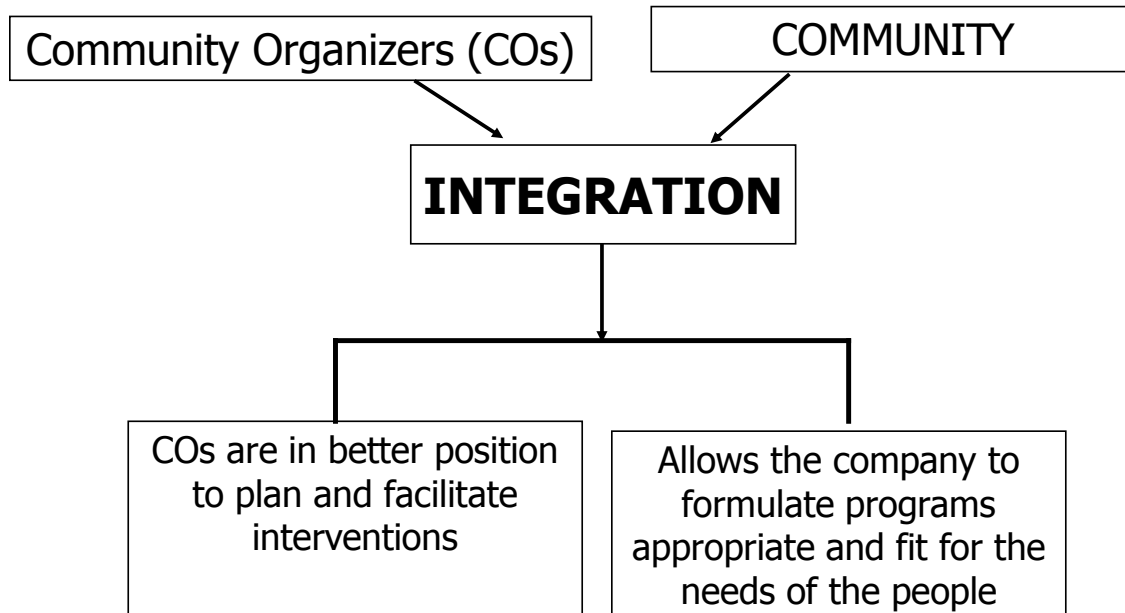 Community Organizers (COs)
COMMUNITY
INTEGRATION
COs are in better position
to plan and facilitate
interventions
Allows the company to
formulate programs
appropriate and fit for the
needs of the people